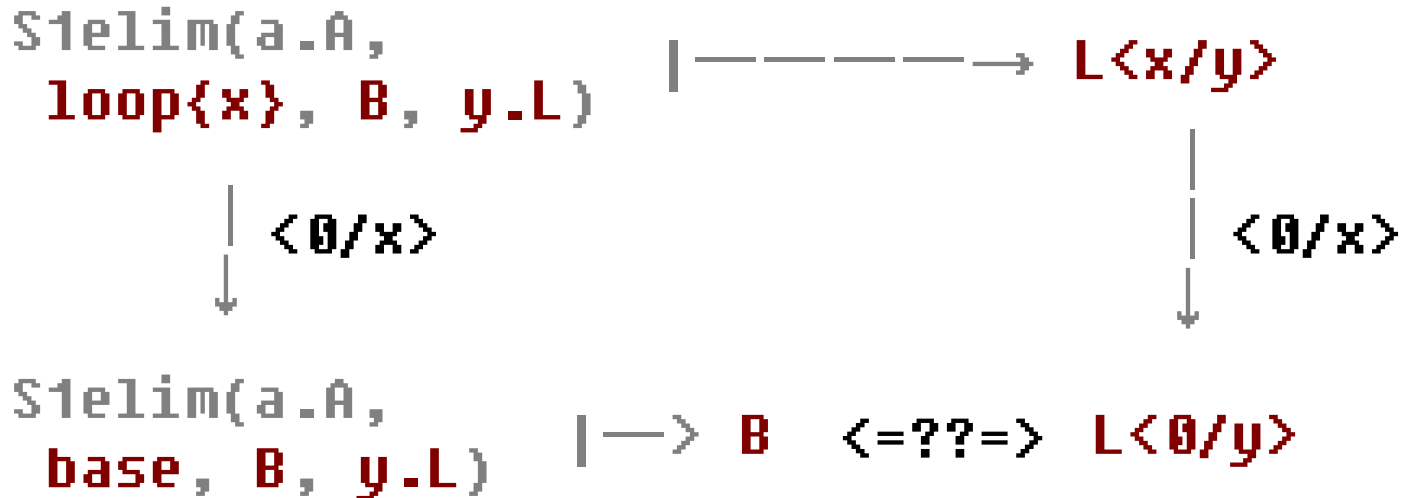 S1elim(a.A,
loop{x}, B, y.L) |————> L<x/y>
<0/x> <0/x>
S1elim(a.A,
base, B, y.L) |—> B <=??=> L<0/y>